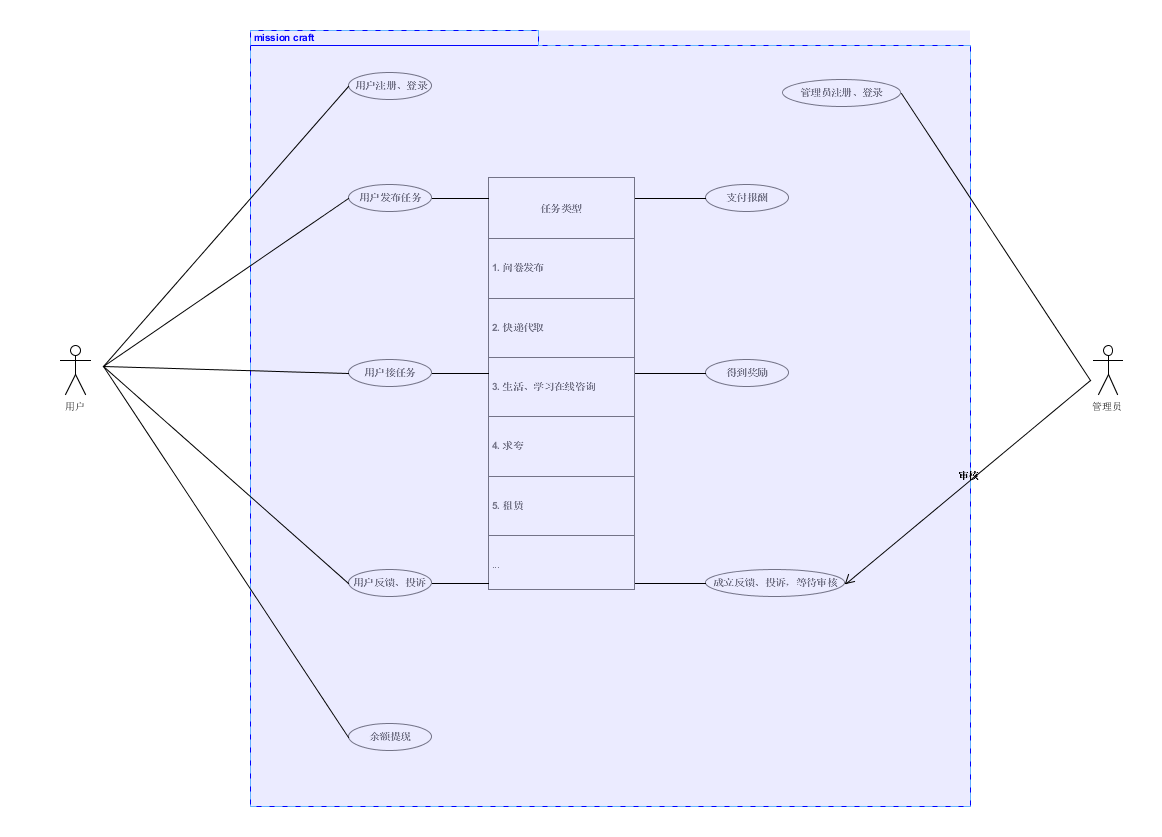 mission craft
用户注册、登录
管理员注册、登录
用户发布任务
任务类型
支付报酬
1. 问卷发布
2. 快递代取
用户接任务
3. 生活、学习在线咨询
得到奖励
用户
管理员
4. 求夸
审核
5. 租赁
...
用户反馈、投诉
成立反馈、投诉，等待审核
余额提现